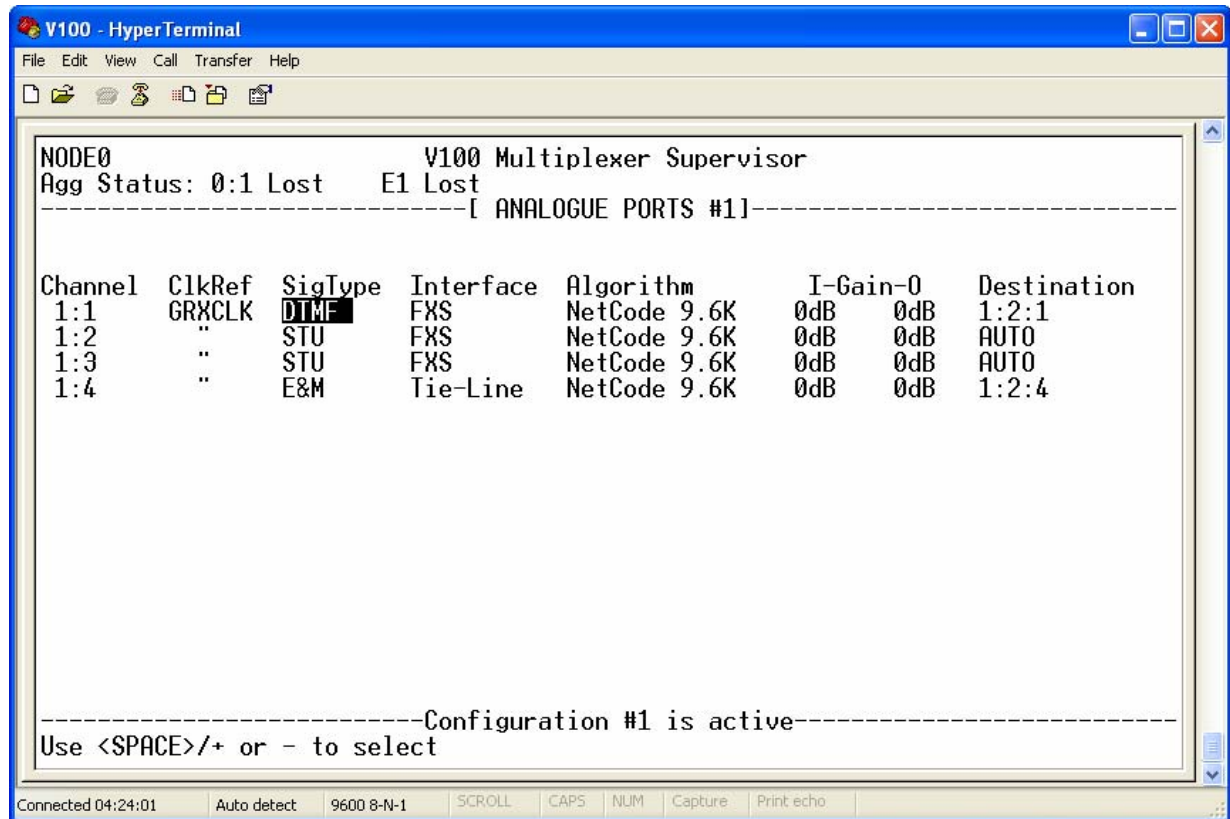 V100 - HyperTerminal
File Edit View Call Transfer Help
NODE0 V100 Multiplexer Supervisor
Agg Status: 0:1 Lost E1 Lost
-------------------------------[ ANALOGUE PORTS #1]-------------------------------
Channel ClkRef SigType Interface Algorithm I-Gain-O Destination
1:1 GRXCLK DTMF FXS NetCode 9.6K 0dB 0dB 1:2:1
1:2 " STU FXS NetCode 9.6K 0dB 0dB AUTO
1:3 " STU FXS NetCode 9.6K 0dB 0dB AUTO
1:4 " E&M Tie-Line NetCode 9.6K 0dB 0dB 1:2:4
----------------------------Configuration #1 is active----------------------------
Use <SPACE>/+ or - to select
Connected 04:24:01 Auto detect 9600 8-N-1 SCROLL CAPS NUM Capture Print echo